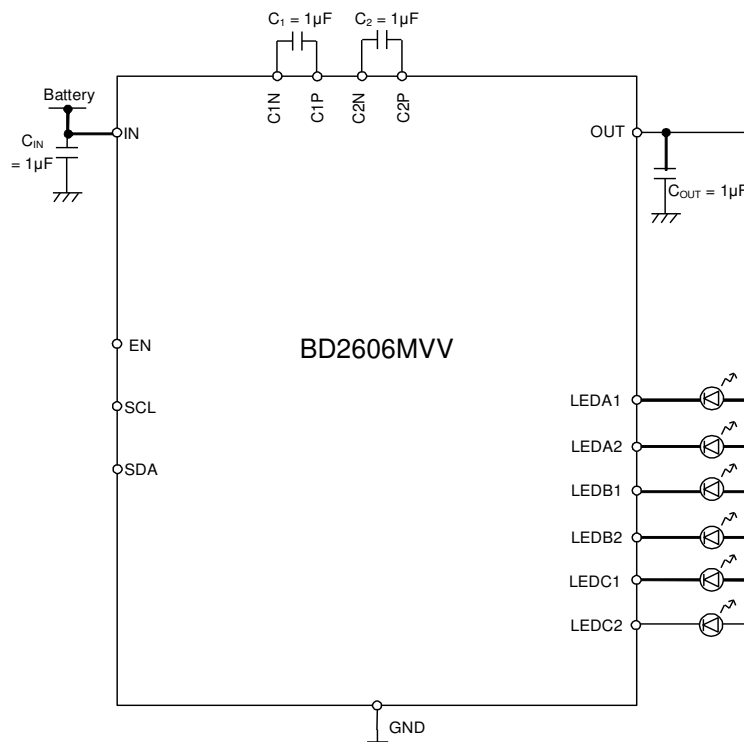 C₁ = 1µF
C₂ = 1µF
C1N
C1P
C2N
C2P
Battery
IN
C_IN
= 1µF
OUT
C_OUT = 1µF
EN
BD2606MVV
SCL
SDA
LEDA1
LEDA2
LEDB1
LEDB2
LEDC1
LEDC2
GND